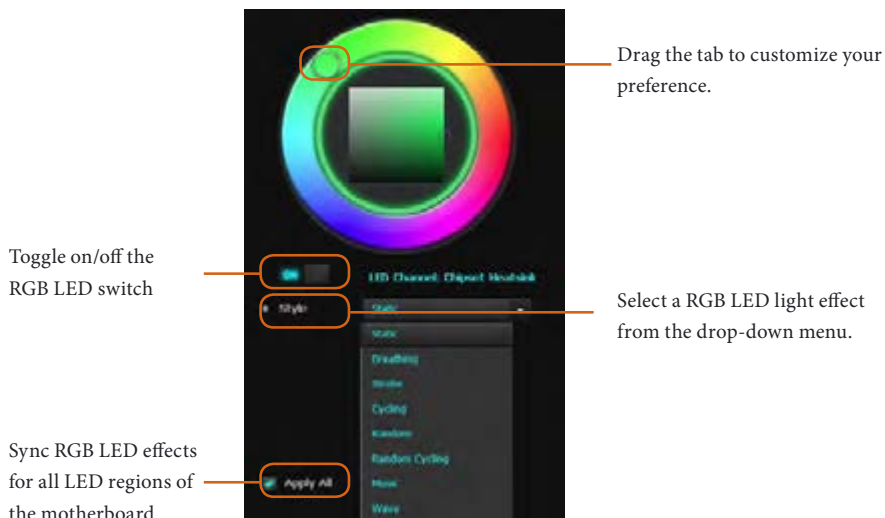 Drag the tab to customize your
preference.
Toggle on/off the
RGB LED switch
On
LED Channel: Chipset Heatsink
Style
Static
Select a RGB LED light effect
from the drop-down menu.
Static
Breathing
Strobe
Cycling
Random
Random Cycling
Music
Wave
Sync RGB LED effects
for all LED regions of
the motherboard
Apply All